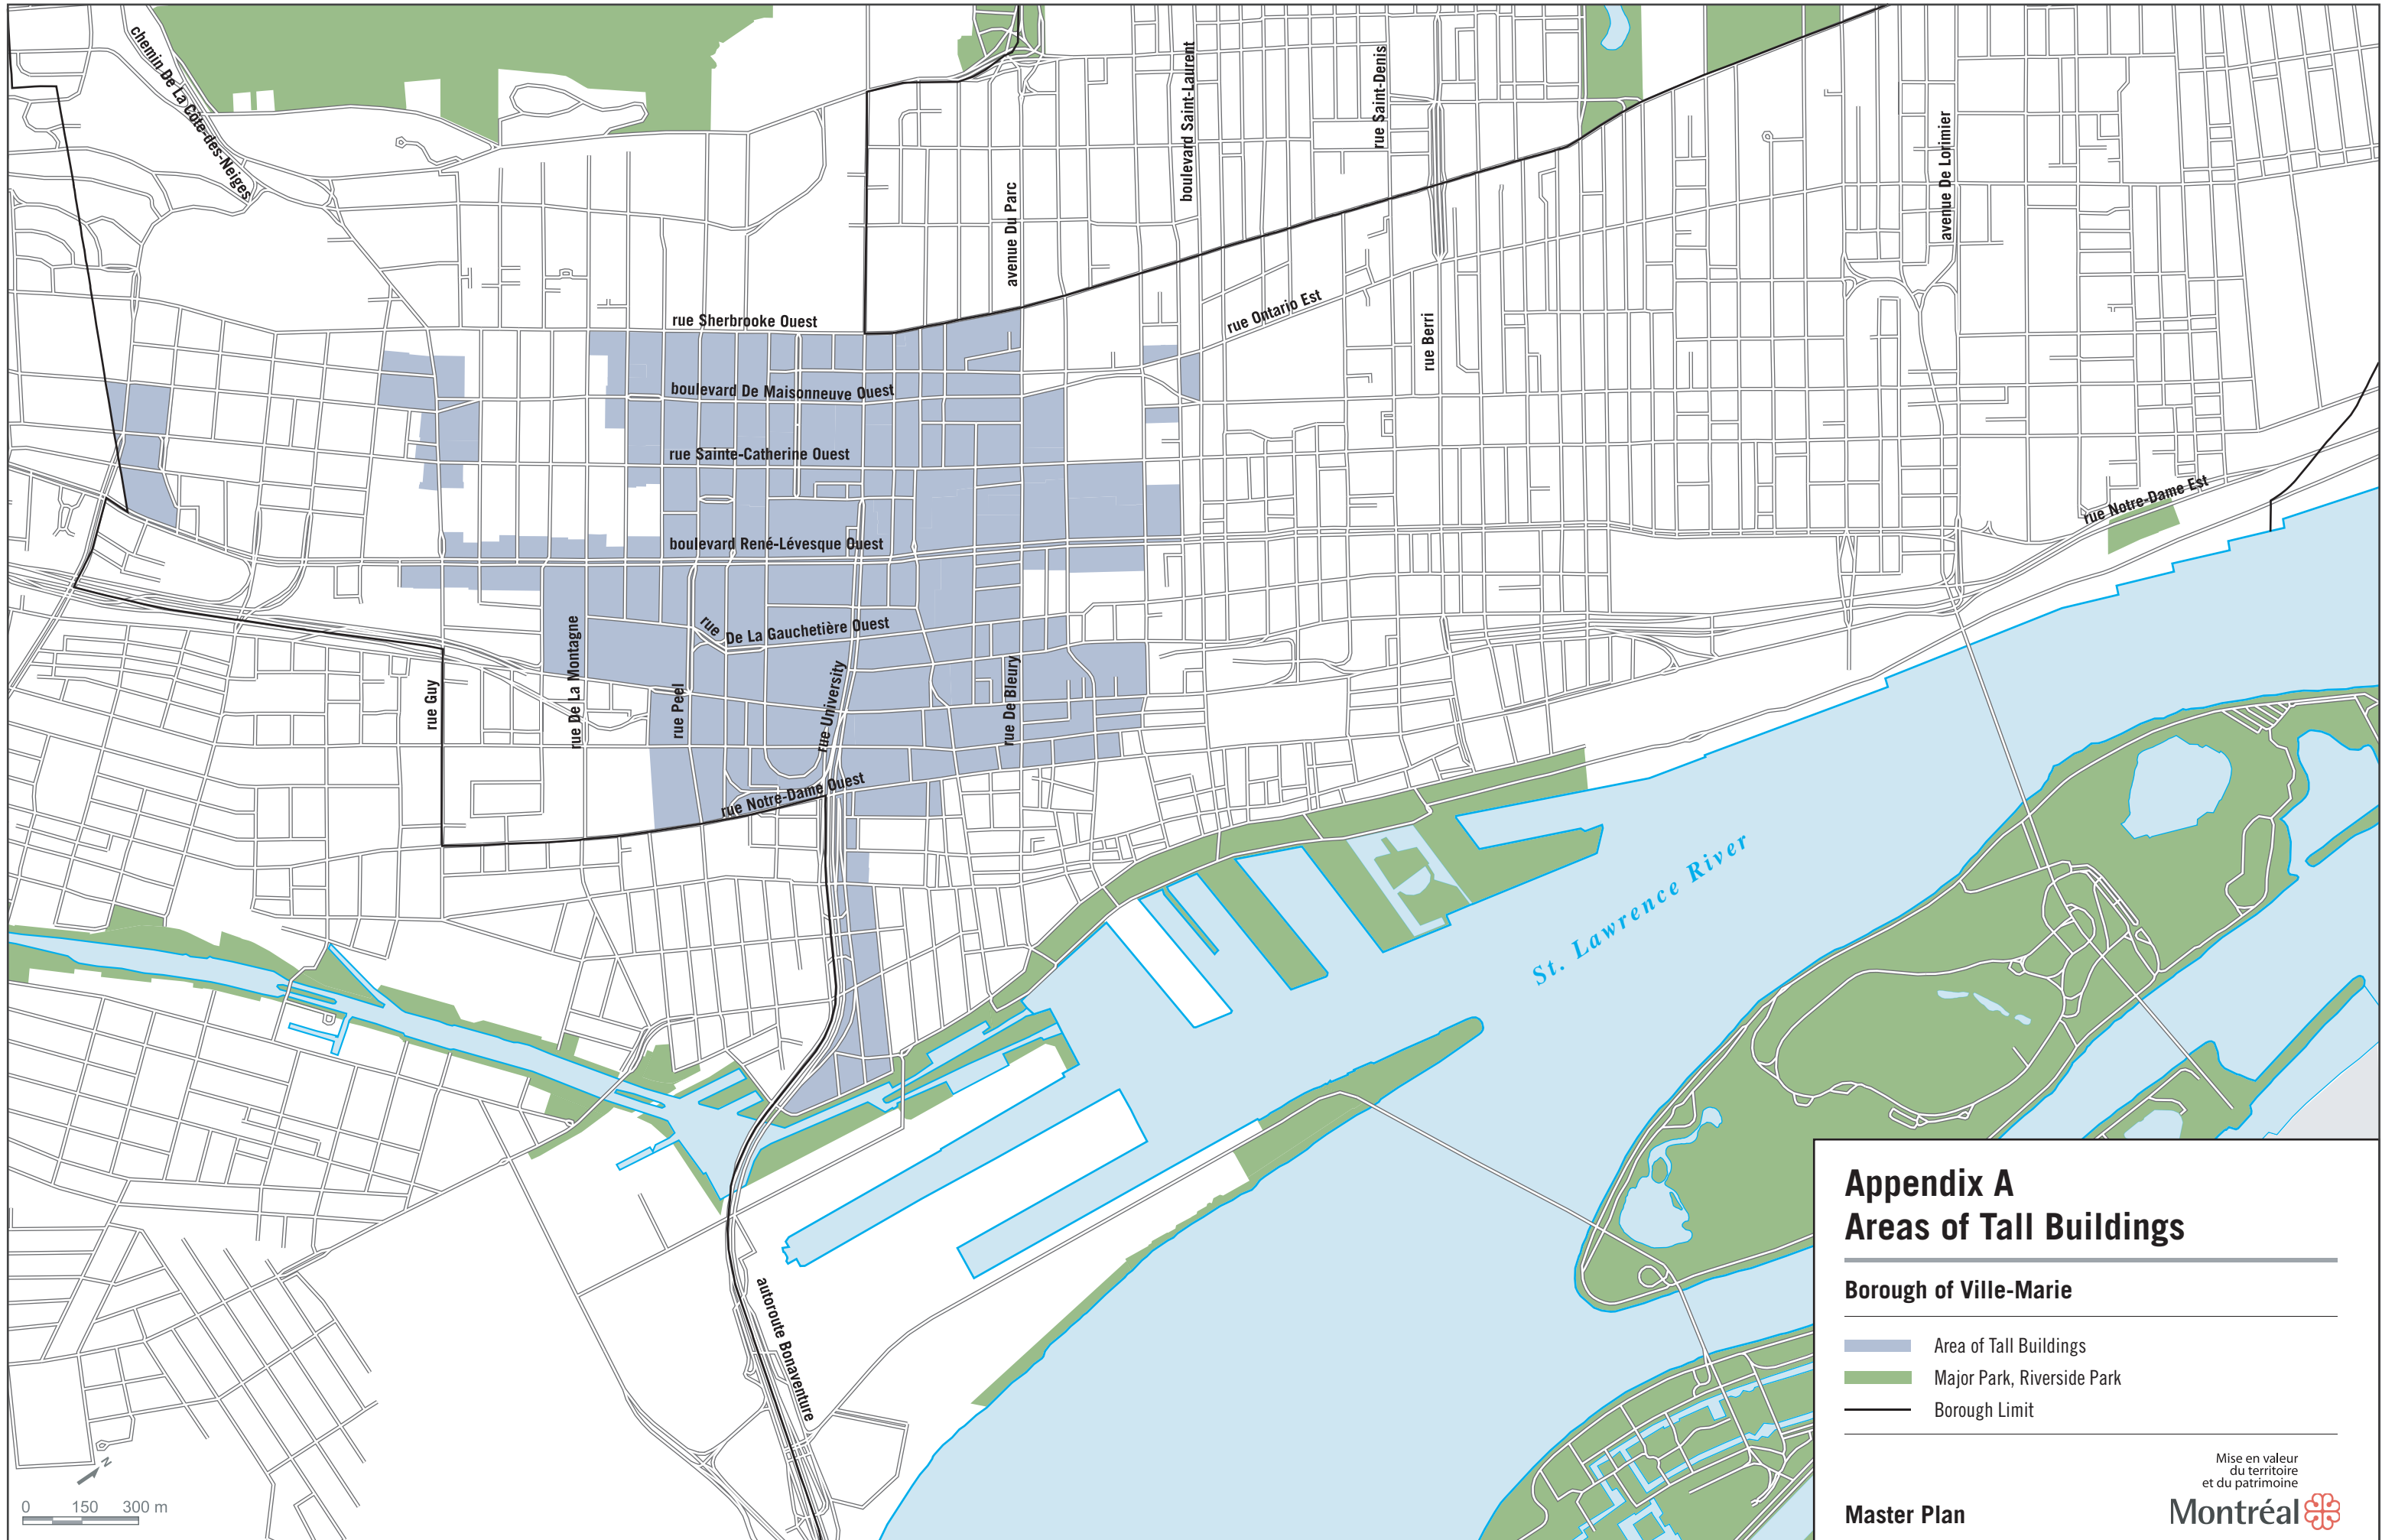 chemin De La Côte-des-Neiges
boulevard Saint-Laurent
rue Saint-Denis
avenue De Lorimier
avenue Du Parc
rue Sherbrooke Ouest
rue Ontario Est
rue Berri
boulevard De Maisonneuve Ouest
rue Sainte-Catherine Ouest
rue Notre-Dame Est
boulevard René-Lévesque Ouest
rue De La Gauchetière Ouest
rue Guy
rue De La Montagne
rue Peel
rue University
rue De Bleury
rue Notre-Dame Ouest
St. Lawrence River
autoroute Bonaventure
N
0 150 300 m
Appendix A
Areas of Tall Buildings
Borough of Ville-Marie
Area of Tall Buildings
Major Park, Riverside Park
Borough Limit
Mise en valeur
du territoire
et du patrimoine
Master Plan
Montréal